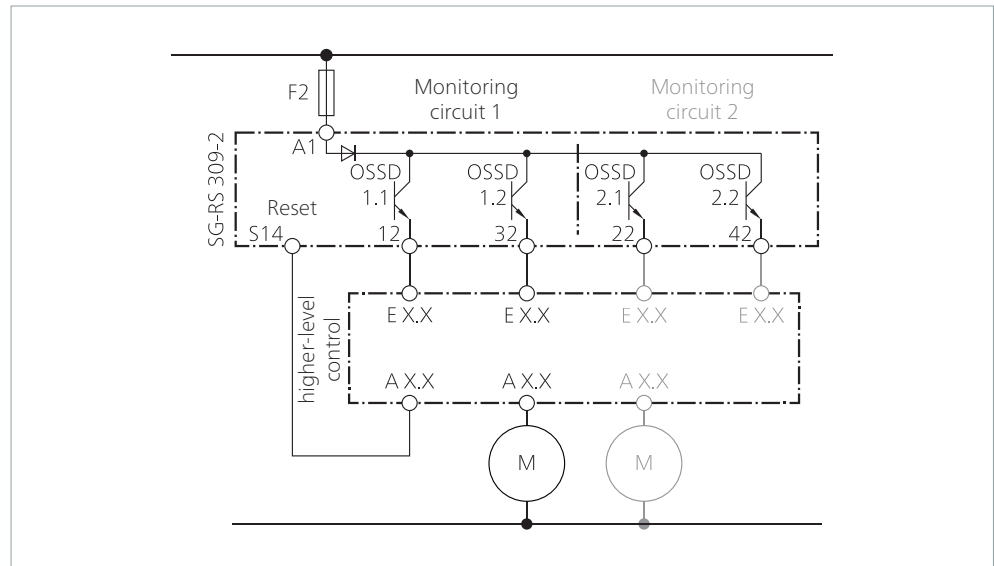 F2
Monitoring
circuit 1
Monitoring
circuit 2
SG-RS 309-2
A1
OSSD
1.1
OSSD
1.2
OSSD
2.1
OSSD
2.2
Reset
S14
12
32
22
42
higher-level
control
E X.X
E X.X
E X.X
E X.X
A X.X
A X.X
A X.X
M
M